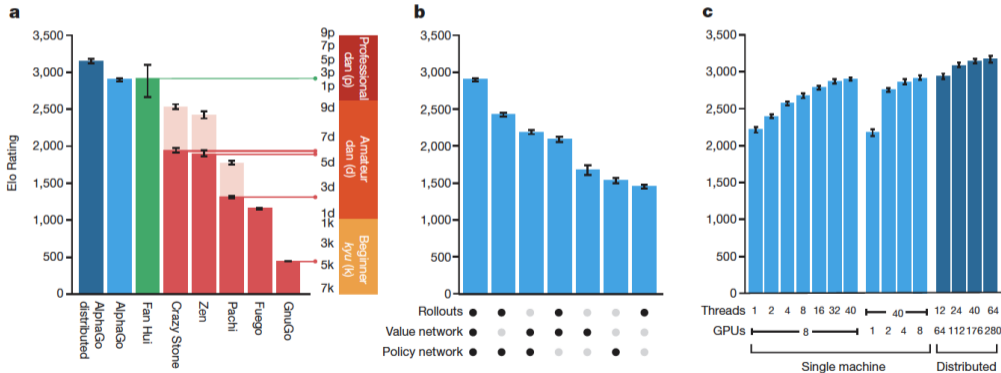 a
Elo Rating
3,500
3,000
2,500
2,000
1,500
1,000
500
0
AlphaGo distributed
AlphaGo
Fan Hui
Crazy Stone
Zen
Pachi
Fuego
GnuGo
9p
7p
5p
3p
1p
9d
7d
5d
3d
1d
1k
3k
5k
7k
Professional dan (p)
Amateur dan (d)
Beginner kyu (k)
b
3,500
3,000
2,500
2,000
1,500
1,000
500
0
Rollouts
Value network
Policy network
c
3,500
3,000
2,500
2,000
1,500
1,000
500
0
Threads 1 2 4 8 16 32 40 40 12 24 40 64
GPUs 8 1 2 4 8 64 112 176 280
Single machine Distributed